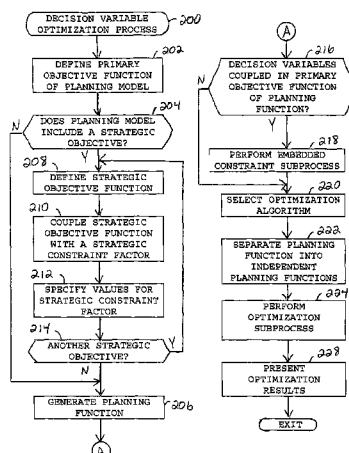 DECISION VARIABLE
OPTIMIZATION PROCESS
200
202
DEFINE PRIMARY
OBJECTIVE FUNCTION
OF PLANNING MODEL
204
N
DOES PLANNING MODEL
INCLUDE A STRATEGIC
OBJECTIVE?
Y
208
DEFINE STRATEGIC
OBJECTIVE FUNCTION
210
COUPLE STRATEGIC
OBJECTIVE FUNCTION
WITH A STRATEGIC
CONSTRAINT FACTOR
212
SPECIFY VALUES FOR
STRATEGIC CONSTRAINT
FACTOR
214
ANOTHER STRATEGIC
OBJECTIVE?
Y
N
GENERATE PLANNING
FUNCTION
206
A
A
216
N
DECISION VARIABLES
COUPLED IN PRIMARY
OBJECTIVE FUNCTION
OF PLANNING
FUNCTION?
Y
218
PERFORM EMBEDDED
CONSTRAINT SUBPROCESS
220
SELECT OPTIMIZATION
ALGORITHM
222
SEPARATE PLANNING
FUNCTION INTO
INDEPENDENT
PLANNING FUNCTIONS
224
PERFORM
OPTIMIZATION
SUBPROCESS
228
PRESENT
OPTIMIZATION
RESULTS
EXIT